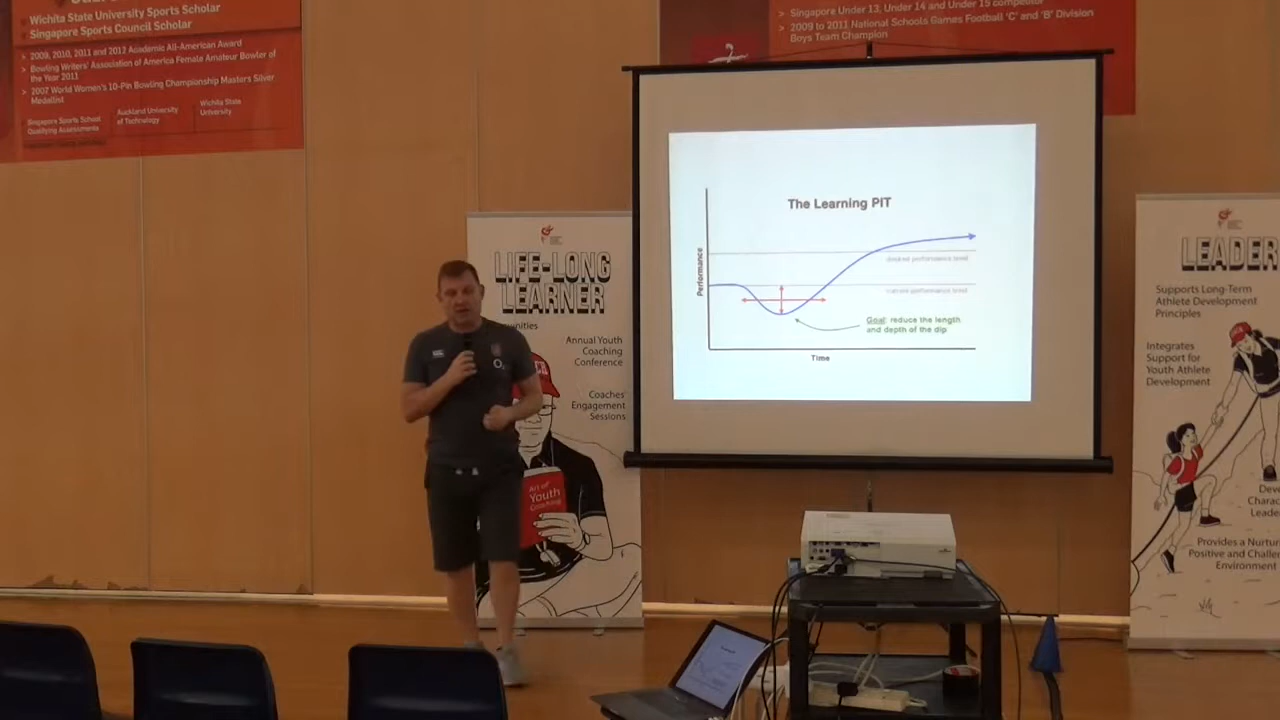 Wichita State University Sports Scholar
Singapore Sports Council Scholar
> 2009, 2010, 2011 and 2012 Academic All-American Award
> Bowling Writers' Association of America Female Amateur Bowler of
the Year 2011
> 2007 World Women's 10-Pin Bowling Championship Masters Silver
Medallist
Singapore Sports School
Qualifying Assessments
Auckland University
of Technology
Wichita State
University
> Singapore Under 13, Under 14 and Under 15 competitor
> 2009 to 2011 National Schools Games Football 'C' and 'B' Division
Boys Team Champion
The Learning PIT
Performance
desired performance level
current performance level
Goal: reduce the length
and depth of the dip
Time
LIFE-LONG
LEARNER
Annual Youth
Coaching
Conference
Coaches'
Engagement
Sessions
Art of
Youth
Coaching
O2
LEADER
Supports Long-Term
Athlete Development
Principles
Integrates
Support for
Youth Athlete
Development
Provides a Nurtur
Positive and Challe
Environment